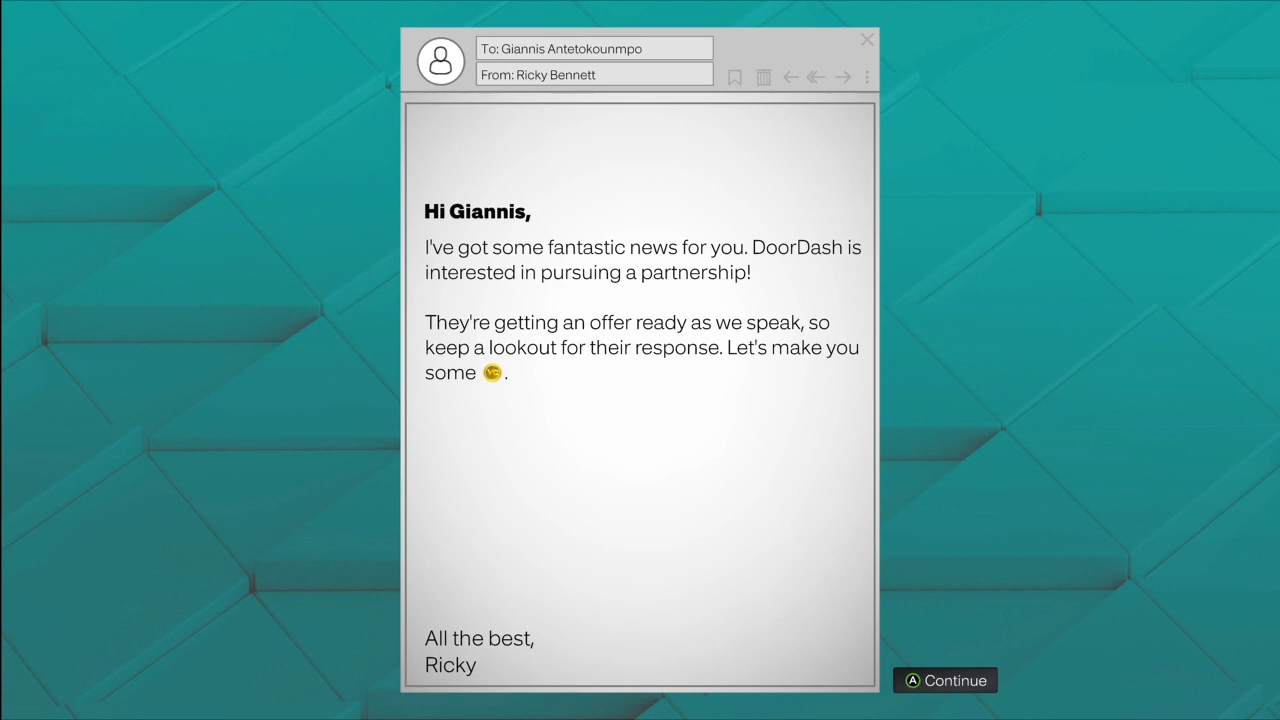 To: Giannis Antetokounmpo
From: Ricky Bennett
Hi Giannis,
I've got some fantastic news for you. DoorDash is
interested in pursuing a partnership!
They're getting an offer ready as we speak, so
keep a lookout for their response. Let's make you
some VC.
All the best,
Ricky
A Continue